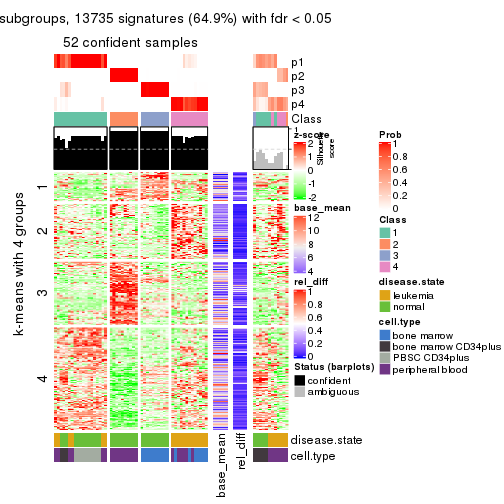 subgroups, 13735 signatures (64.9%) with fdr < 0.05
52 confident samples
p1
p2
p3
p4
Class
1
2
3
4
k-means with 4 groups
1
Silhouette
score
z-score
2
1
0
-1
-2
base_mean
12
10
8
6
4
rel_diff
1
0.8
0.6
0.4
0.2
0
Status (barplots)
confident
ambiguous
Prob
1
0.8
0.6
0.4
0.2
0
Class
1
2
3
4
disease.state
leukemia
normal
cell.type
bone marrow
bone marrow CD34plus
PBSC CD34plus
peripheral blood
disease.state
cell.type
base_mean
rel_diff